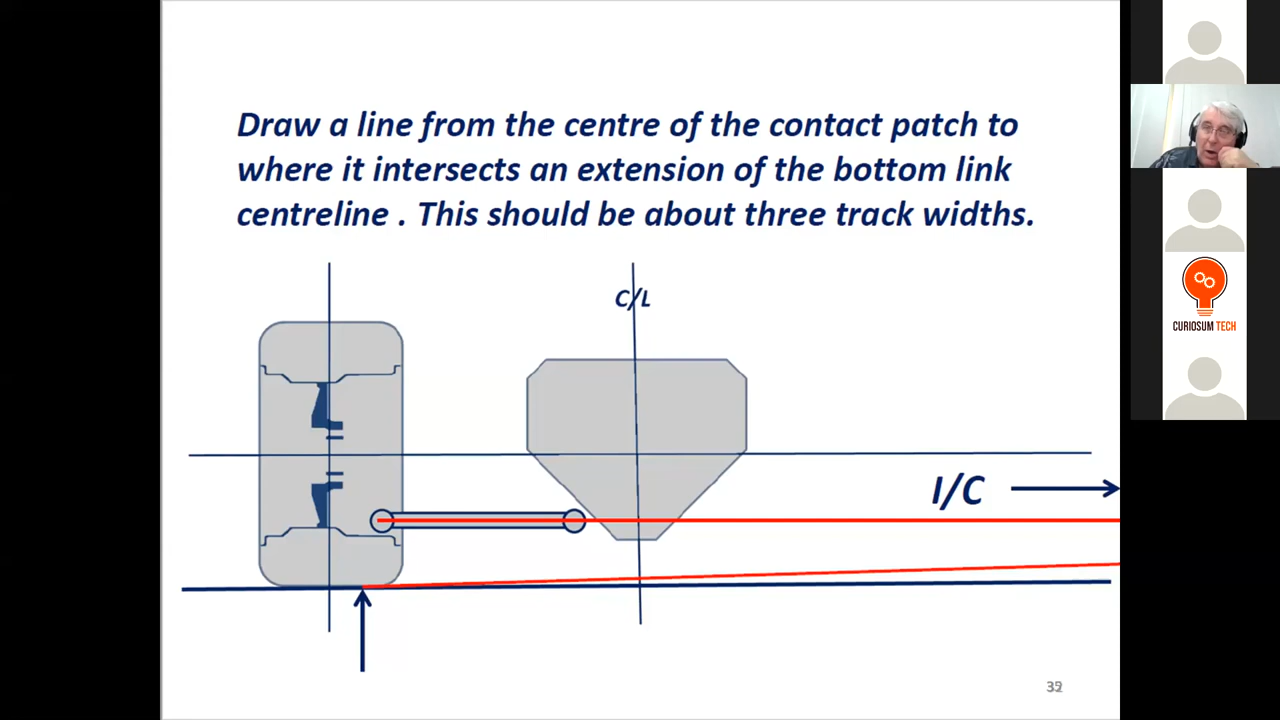 Draw a line from the centre of the contact patch to
where it intersects an extension of the bottom link
centreline . This should be about three track widths.
C/L
I/C
CURIOSUM TECH